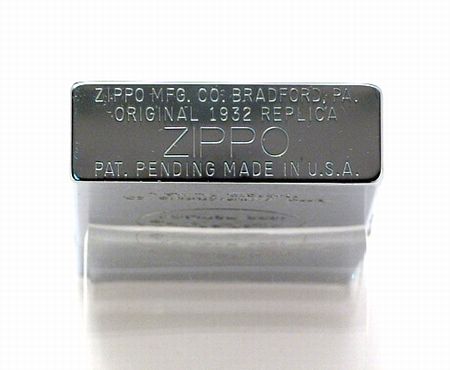 ZIPPO MFG. CO. BRADFORD, PA.
ORIGINAL 1932 REPLICA
ZIPPO
PAT. PENDING MADE IN U.S.A.